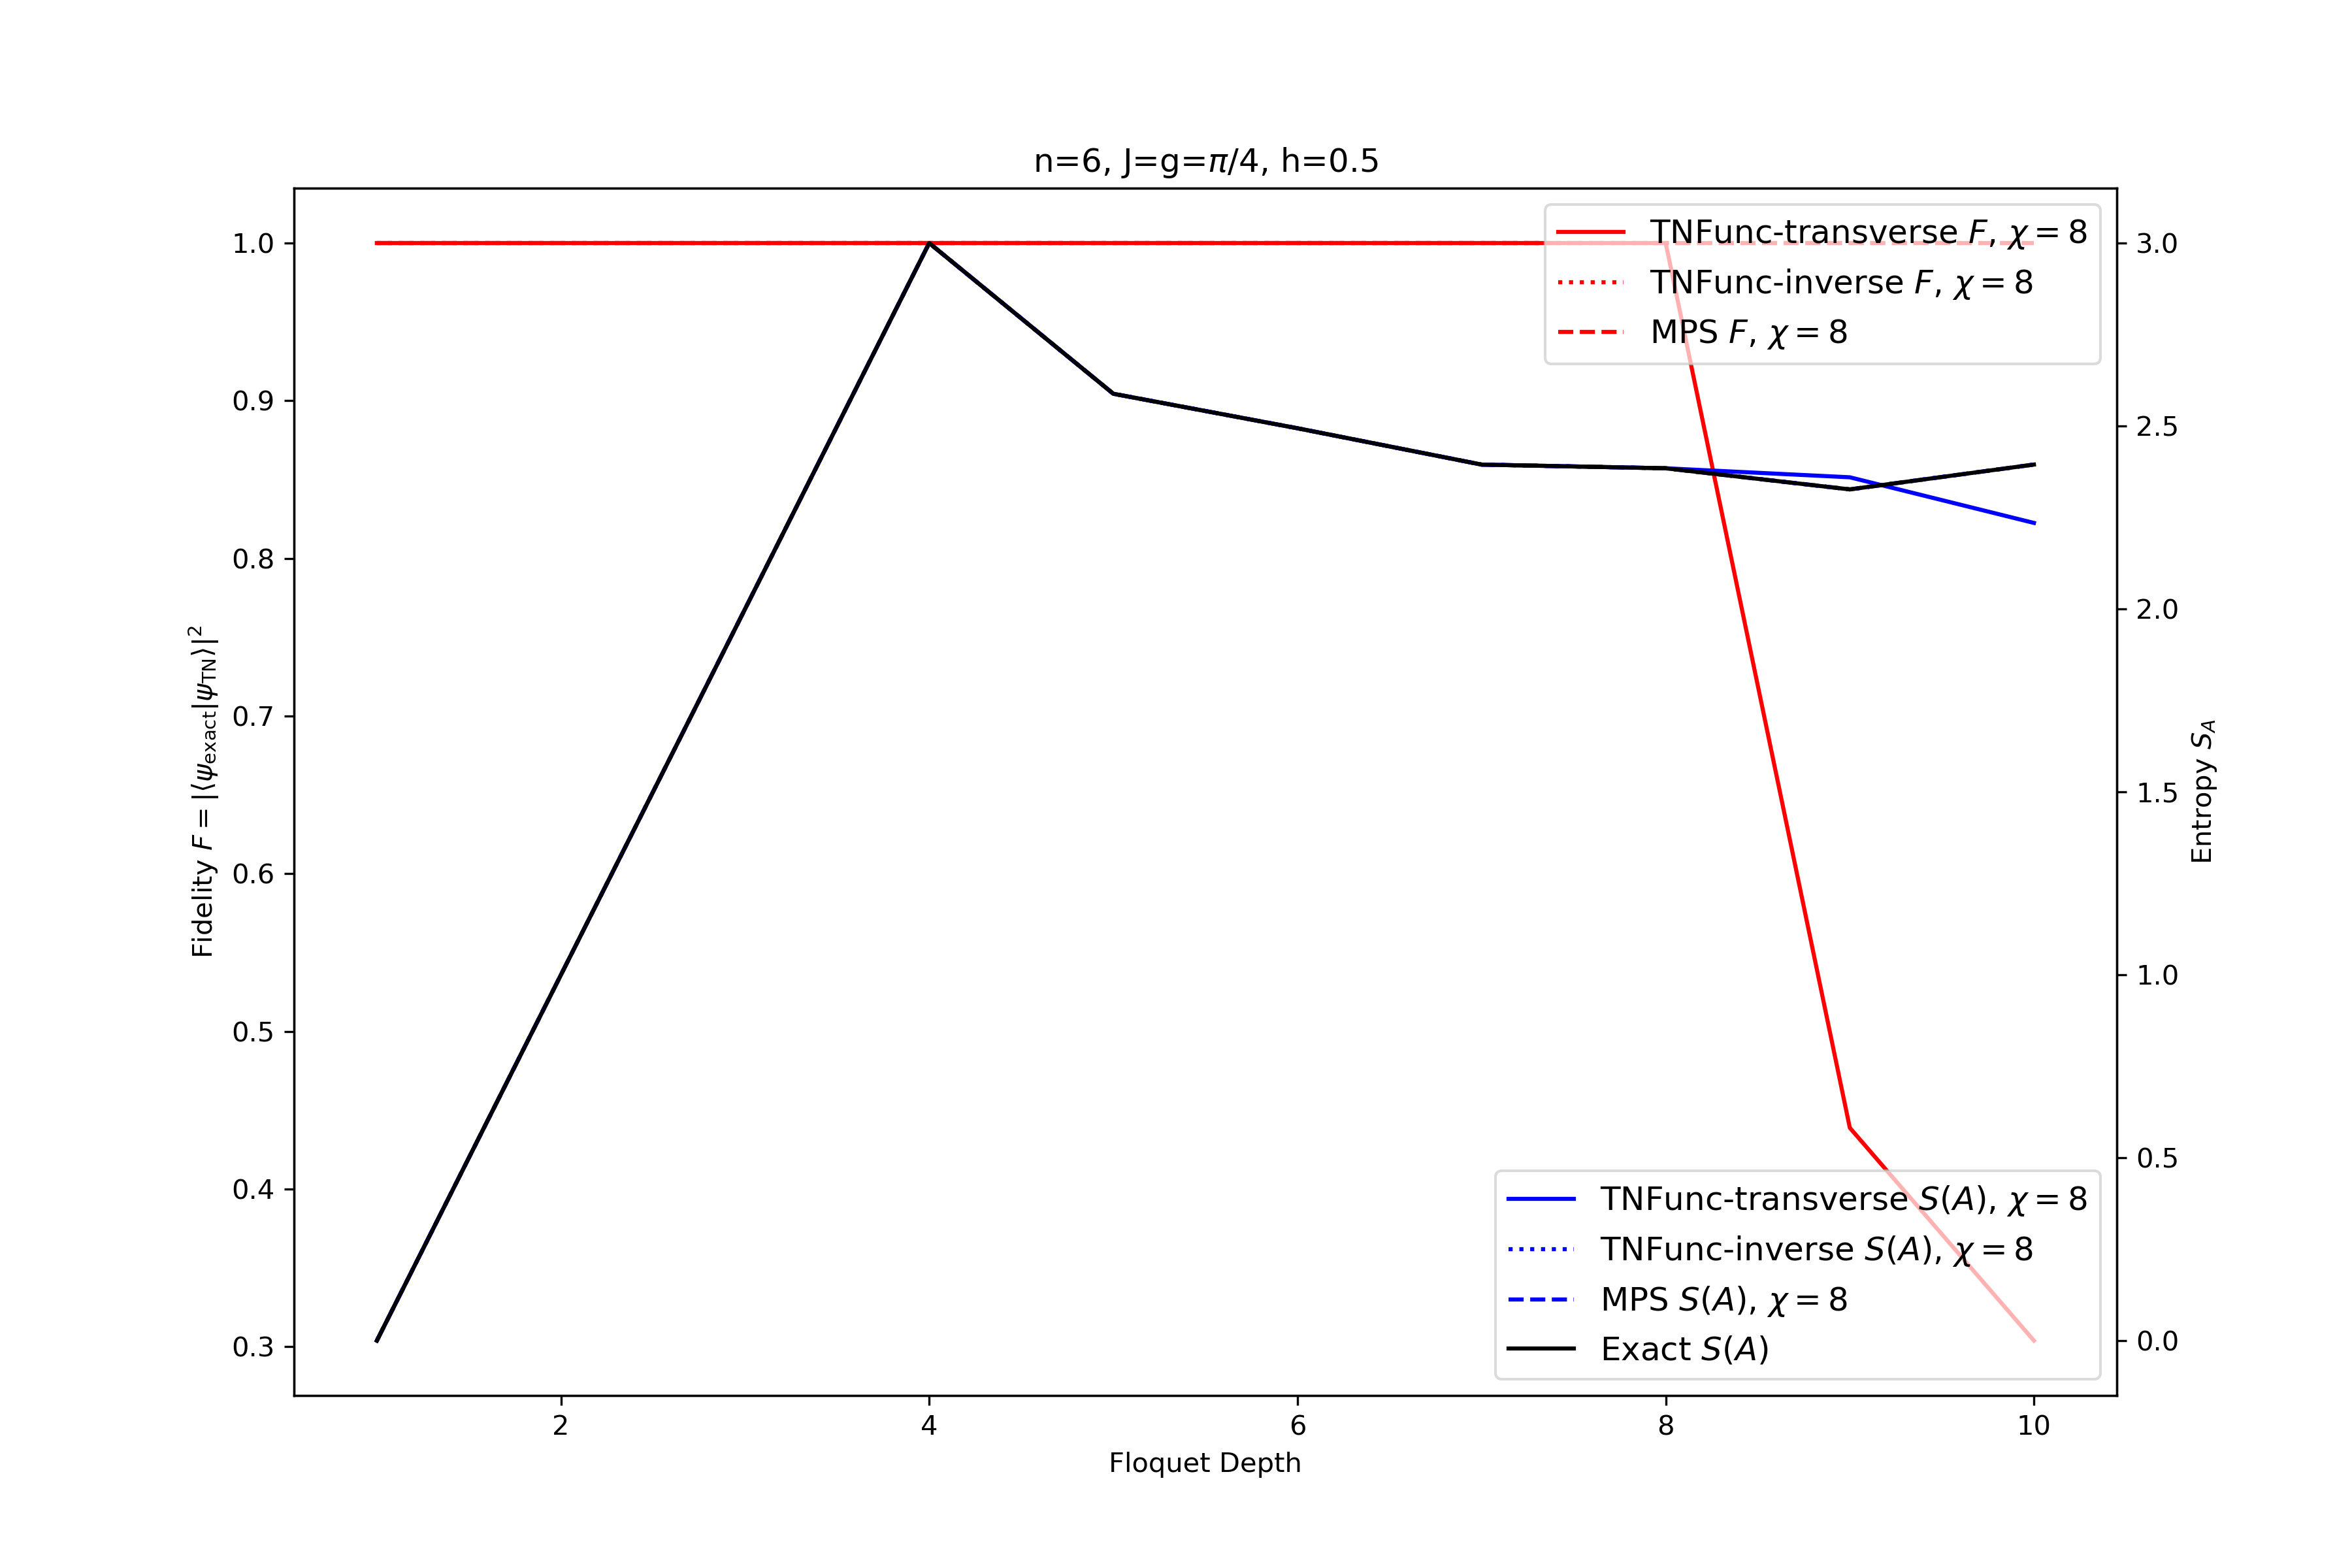 n=6, J=g=π/4, h=0.5
TNFunc-transverse F, χ = 8
TNFunc-inverse F, χ = 8
MPS F, χ = 8
1.0
0.9
0.8
0.7
0.6
0.5
0.4
0.3
Fidelity F = |⟨ψ_exact|ψ_TN⟩|²
3.0
2.5
2.0
1.5
1.0
0.5
0.0
Entropy S_A
TNFunc-transverse S(A), χ = 8
TNFunc-inverse S(A), χ = 8
MPS S(A), χ = 8
Exact S(A)
2 4 6 8 10
Floquet Depth